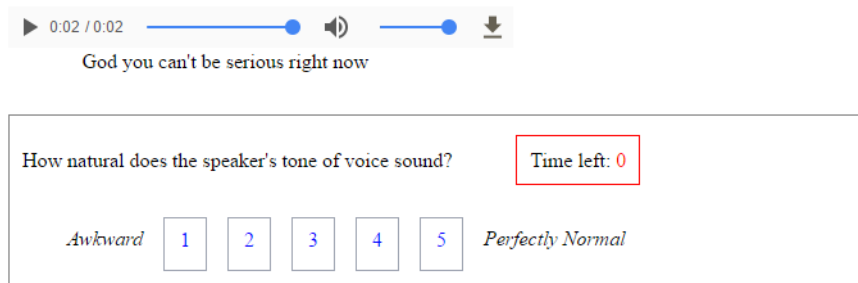 0:02 / 0:02
God you can't be serious right now
How natural does the speaker's tone of voice sound? Time left: 0
Awkward 1 2 3 4 5 Perfectly Normal